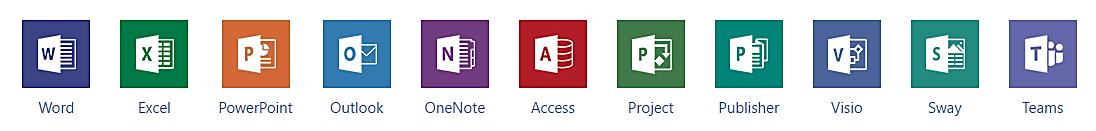 W X P O N A P P V S T
Word Excel PowerPoint Outlook OneNote Access Project Publisher Visio Sway Teams